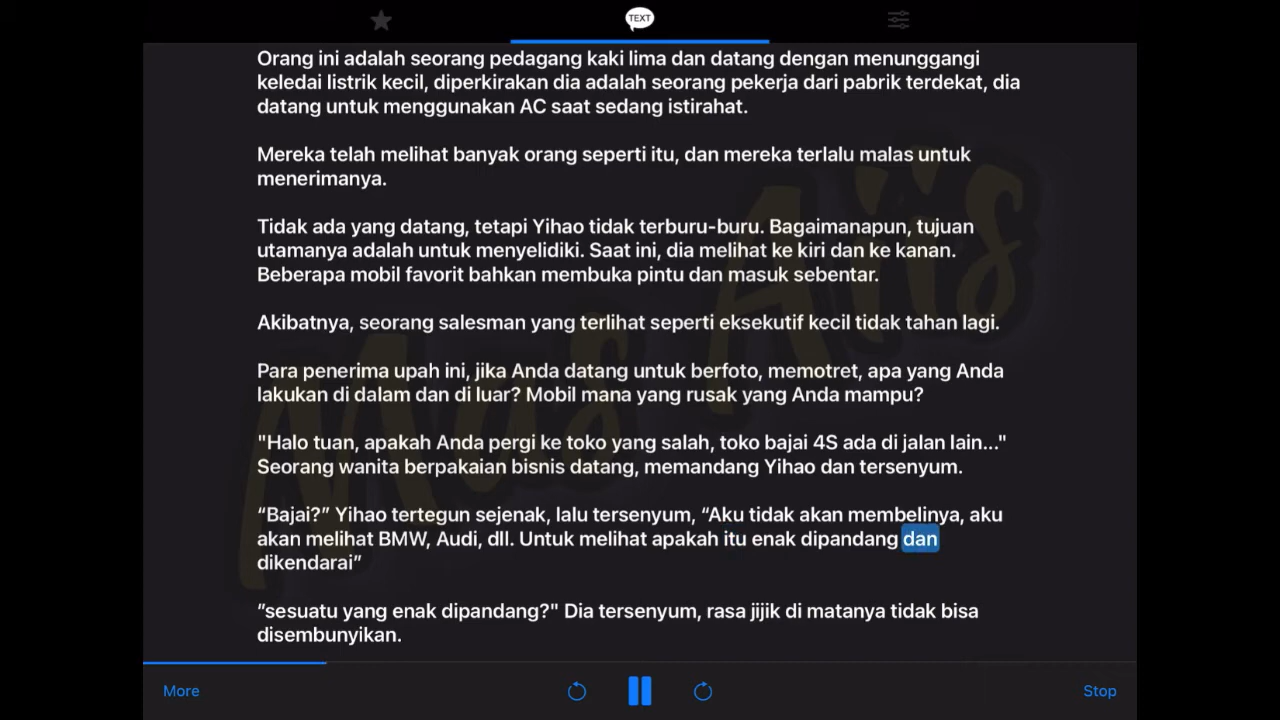 TEXT
Orang ini adalah seorang pedagang kaki lima dan datang dengan menunggangi
keledai listrik kecil, diperkirakan dia adalah seorang pekerja dari pabrik terdekat, dia
datang untuk menggunakan AC saat sedang istirahat.
Mereka telah melihat banyak orang seperti itu, dan mereka terlalu malas untuk
menerimanya.
Tidak ada yang datang, tetapi Yihao tidak terburu-buru. Bagaimanapun, tujuan
utamanya adalah untuk menyelidiki. Saat ini, dia melihat ke kiri dan ke kanan.
Beberapa mobil favorit bahkan membuka pintu dan masuk sebentar.
Akibatnya, seorang salesman yang terlihat seperti eksekutif kecil tidak tahan lagi.
Para penerima upah ini, jika Anda datang untuk berfoto, memotret, apa yang Anda
lakukan di dalam dan di luar? Mobil mana yang rusak yang Anda mampu?
"Halo tuan, apakah Anda pergi ke toko yang salah, toko bajai 4S ada di jalan lain..."
Seorang wanita berpakaian bisnis datang, memandang Yihao dan tersenyum.
“Bajai?” Yihao tertegun sejenak, lalu tersenyum, “Aku tidak akan membelinya, aku
akan melihat BMW, Audi, dll. Untuk melihat apakah itu enak dipandang dan
dikendarai”
”sesuatu yang enak dipandang?" Dia tersenyum, rasa jijik di matanya tidak bisa
disembunyikan.
Mas Aiis
More
Stop